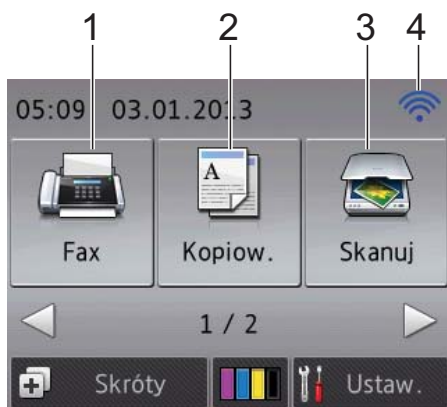 1 2 3 4
05:09 03.01.2013
A
Fax Kopiow. Skanuj
1 / 2
Skróty Ustaw.